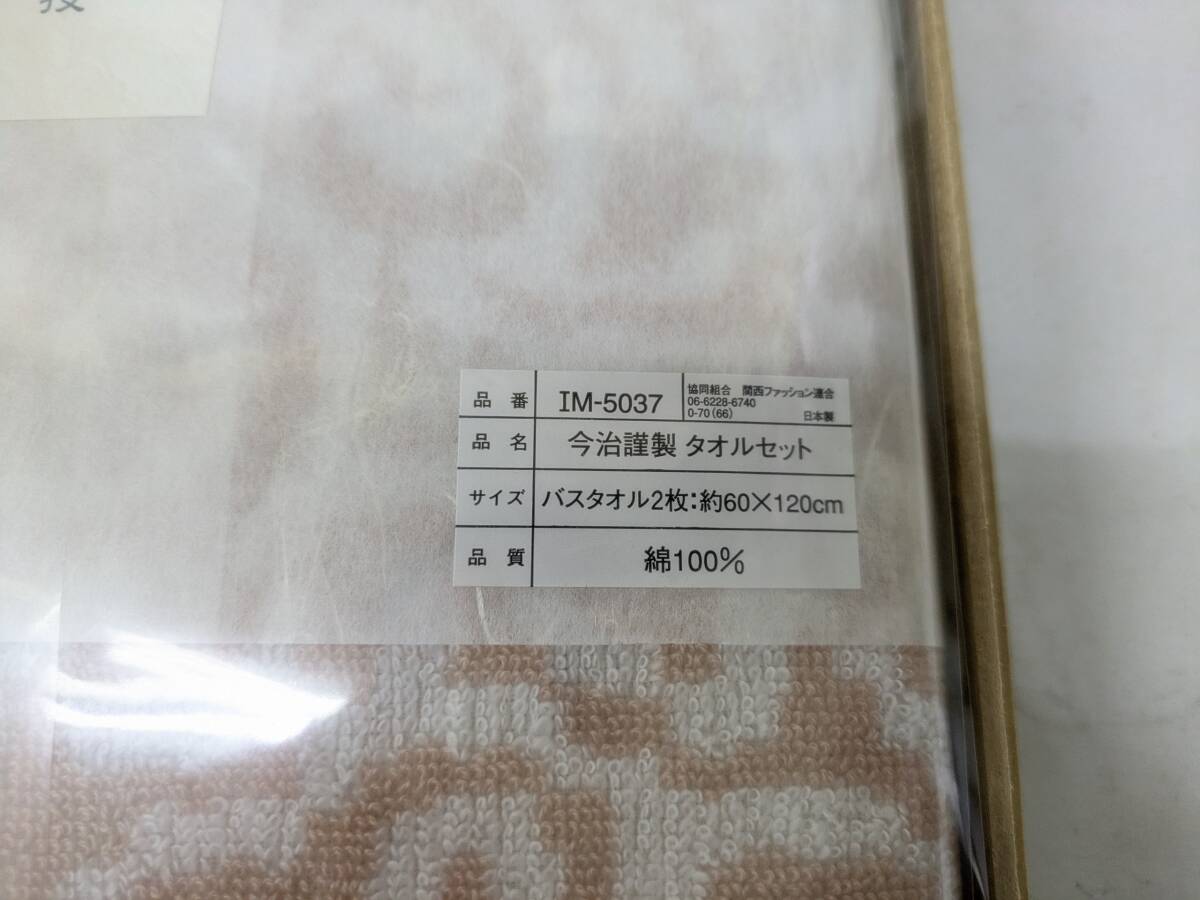 技
品番 IM-5037
協同組合 関西ファッション連合
06-6228-6740
0-70(66) 日本製
品名 今治謹製 タオルセット
サイズ バスタオル2枚:約60×120cm
品質 綿100%